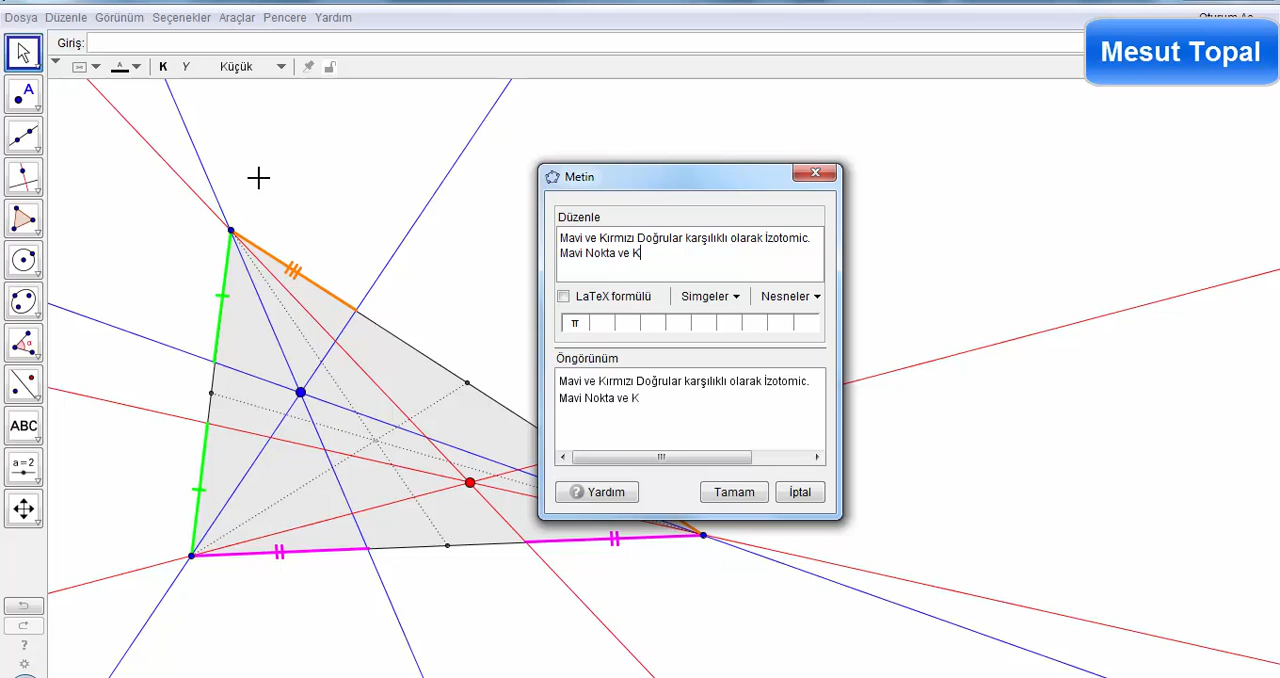 Dosya Düzenle Görünüm Seçenekler Araçlar Pencere Yardım
Giriş:
Mesut Topal
A K Y Küçük
A
Metin
Düzenle
Mavi ve Kırmızı Doğrular karşılıklı olarak İzotomic.
Mavi Nokta ve K
LaTeX formülü Simgeler Nesneler
π
Öngörünüm
Mavi ve Kırmızı Doğrular karşılıklı olarak İzotomic.
Mavi Nokta ve K
? Yardım Tamam İptal
α
ABC
a=2
?